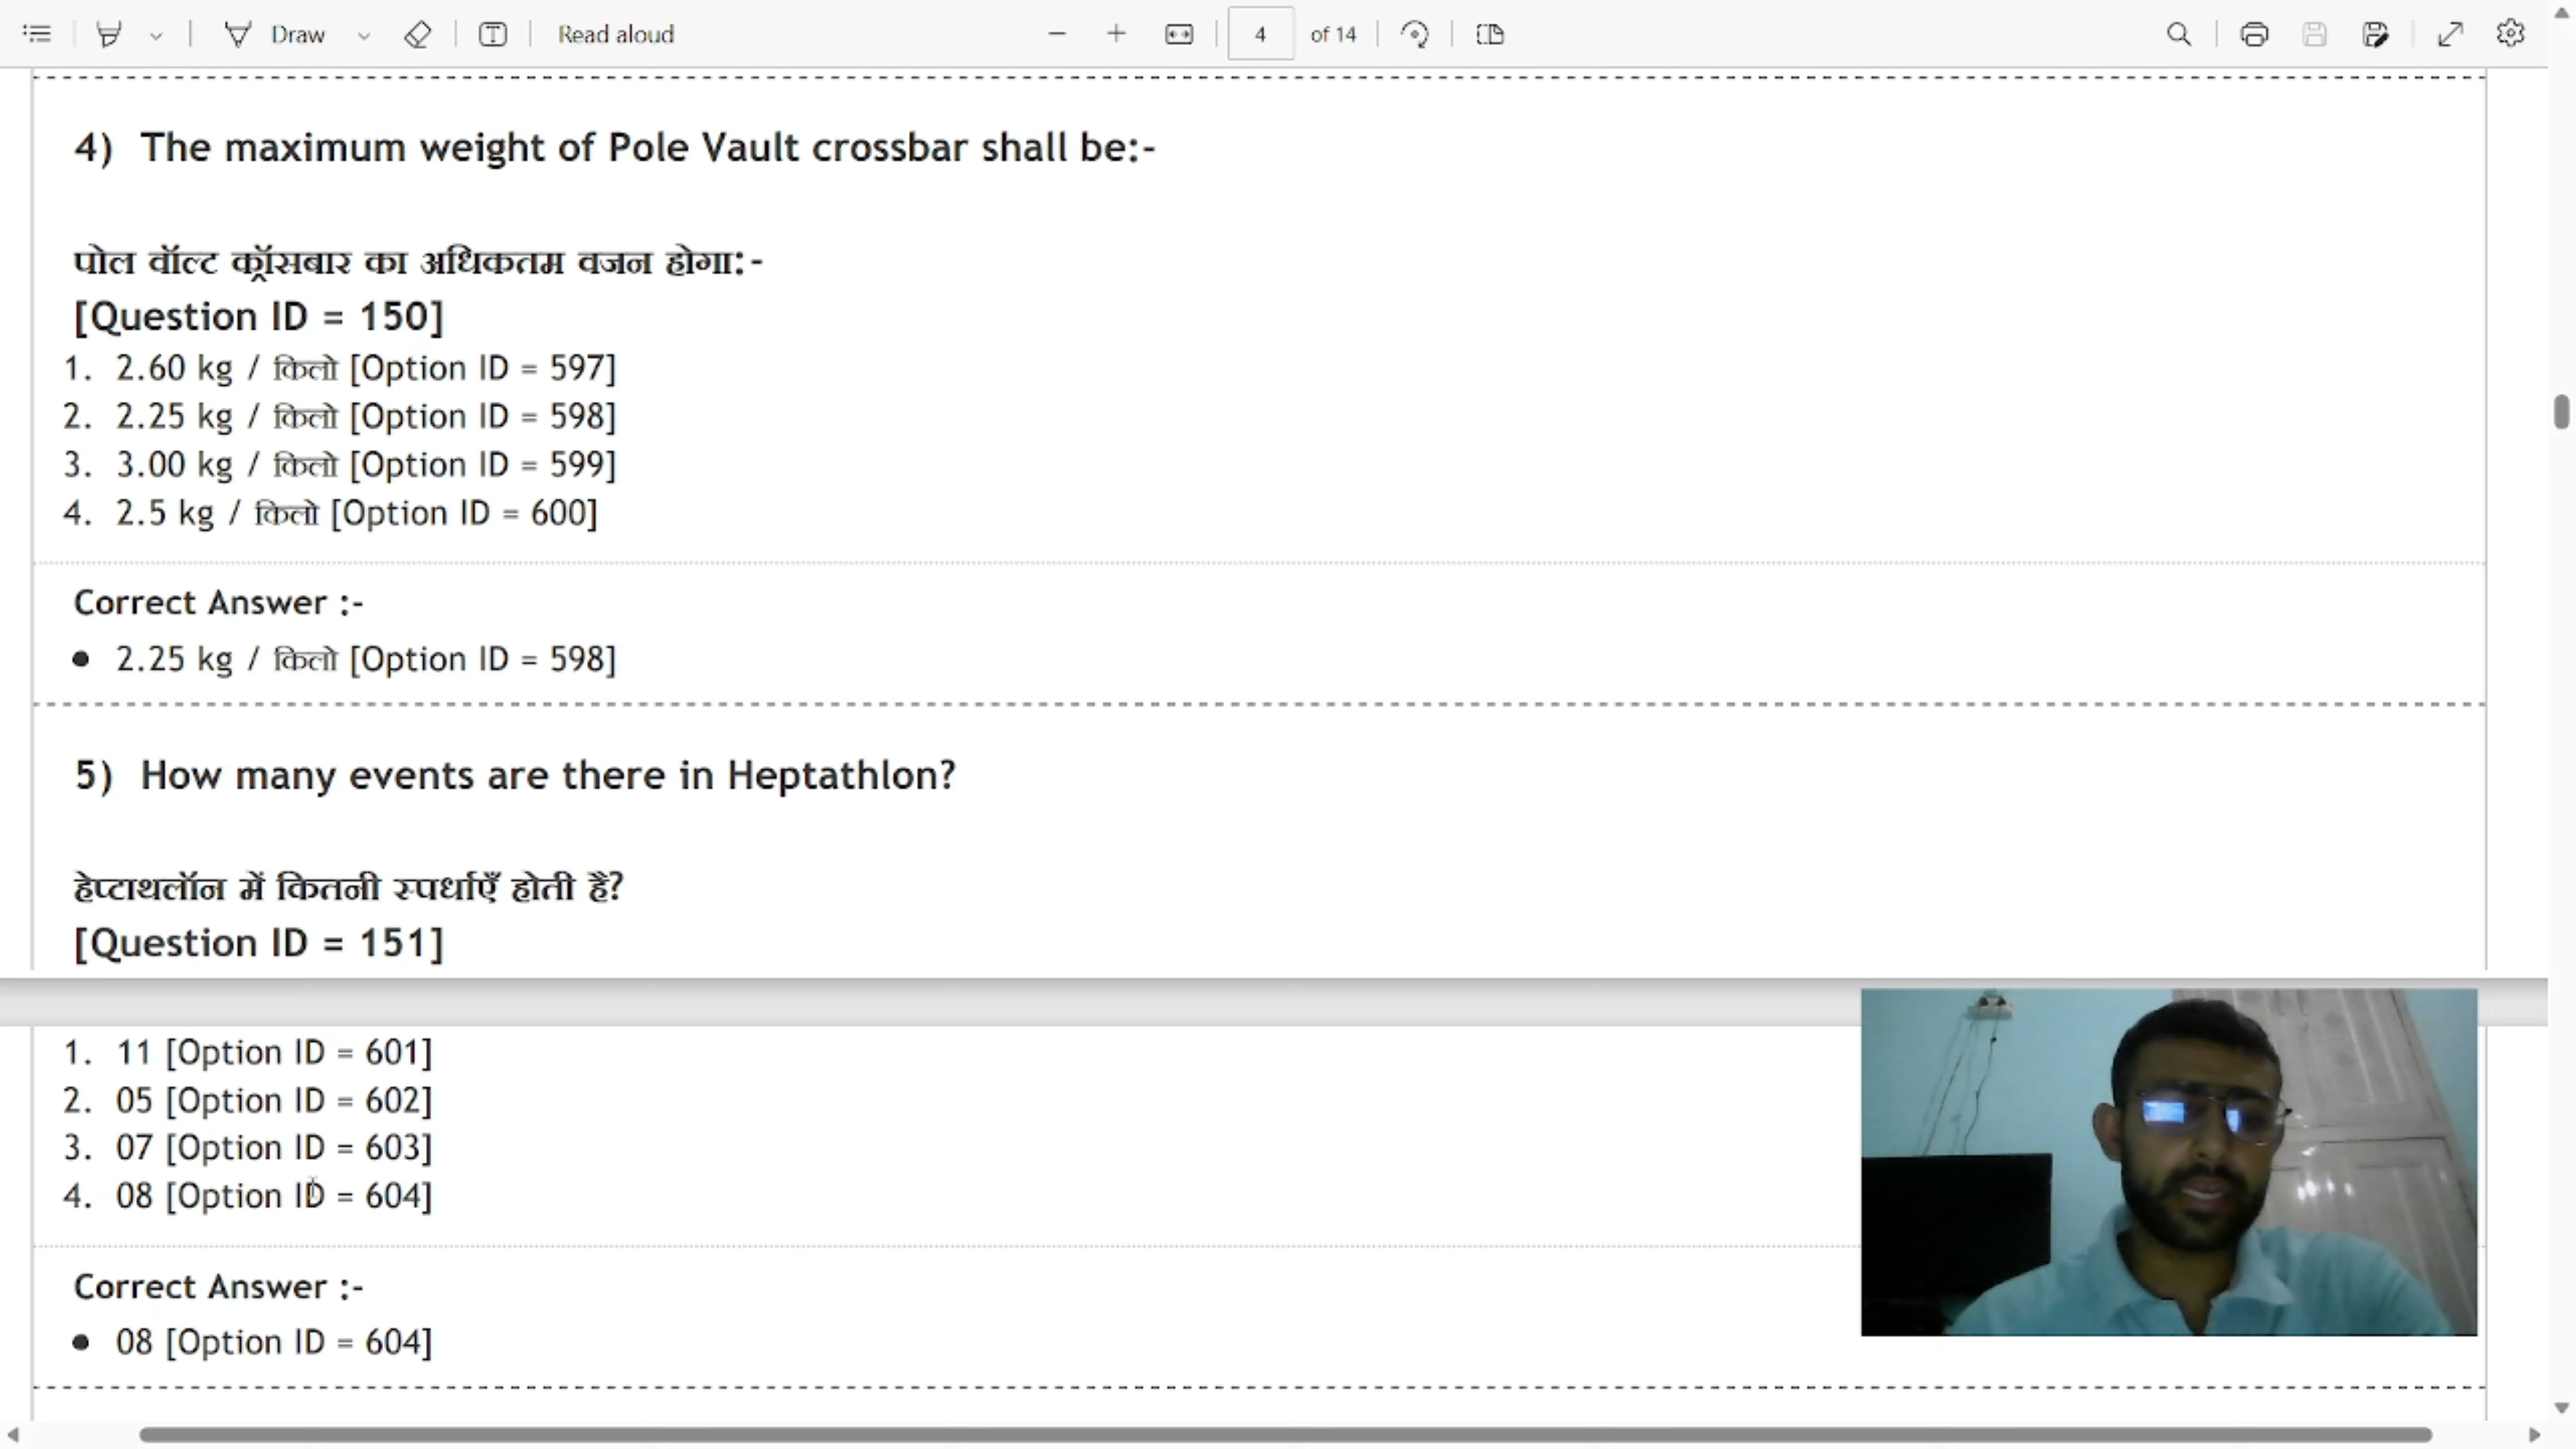 Draw Read aloud 4 of 14
4) The maximum weight of Pole Vault crossbar shall be:-
पोल वॉल्ट क्रॉसबार का अधिकतम वजन होगा:-
[Question ID = 150]
1. 2.60 kg / किलो [Option ID = 597]
2. 2.25 kg / किलो [Option ID = 598]
3. 3.00 kg / किलो [Option ID = 599]
4. 2.5 kg / किलो [Option ID = 600]
Correct Answer :-
• 2.25 kg / किलो [Option ID = 598]
5) How many events are there in Heptathlon?
हेप्टाथलॉन में कितनी स्पर्धाएँ होती है?
[Question ID = 151]
1. 11 [Option ID = 601]
2. 05 [Option ID = 602]
3. 07 [Option ID = 603]
4. 08 [Option ID = 604]
Correct Answer :-
• 08 [Option ID = 604]